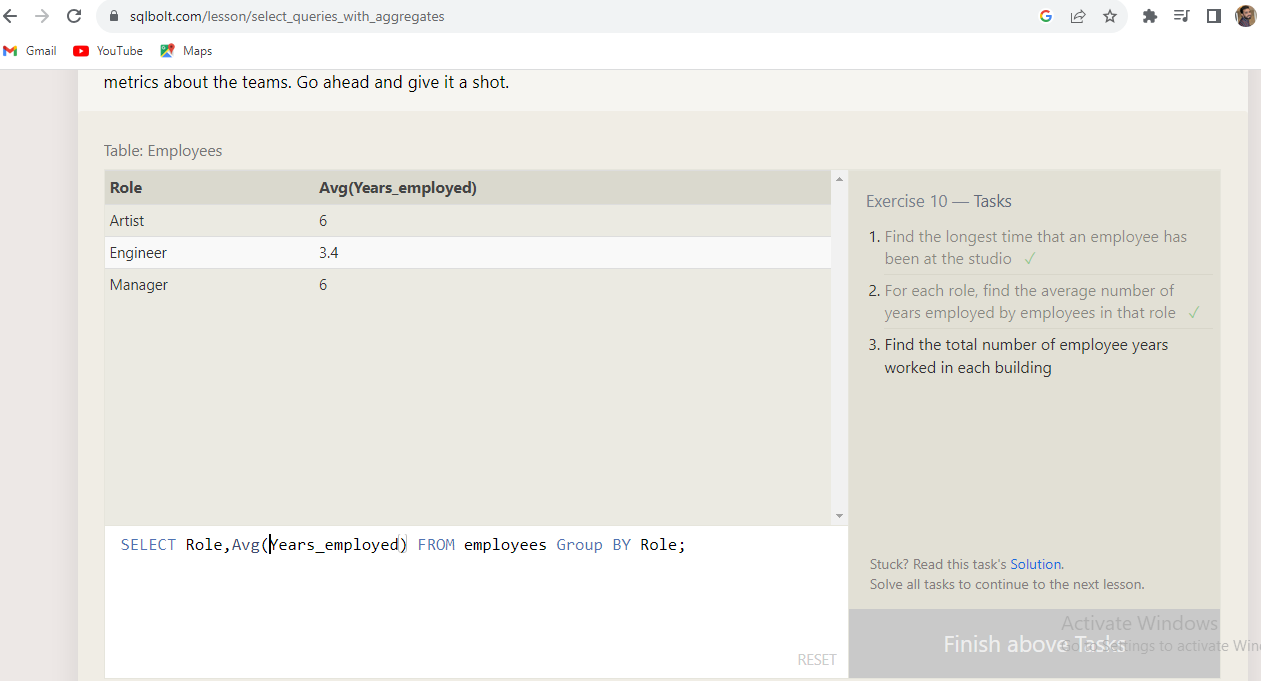 sqlbolt.com/lesson/select_queries_with_aggregates
Gmail YouTube Maps
metrics about the teams. Go ahead and give it a shot.
Table: Employees
Role Avg(Years_employed)
Artist 6
Engineer 3.4
Manager 6
SELECT Role,Avg(Years_employed) FROM employees Group BY Role;
RESET
Exercise 10 — Tasks
1. Find the longest time that an employee has
been at the studio ✓
2. For each role, find the average number of
years employed by employees in that role ✓
3. Find the total number of employee years
worked in each building
Stuck? Read this task's Solution.
Solve all tasks to continue to the next lesson.
Finish above Tasks
Activate Windows
Go to Settings to activate Win